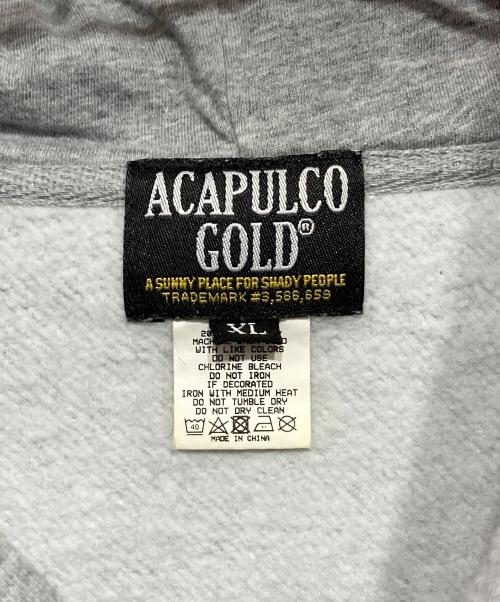 ACAPULCO
GOLD®
A SUNNY PLACE FOR SHADY PEOPLE
TRADEMARK #3,566,659
XL
WITH LIKE COLORS
DO NOT USE
CHLORINE BLEACH
DO NOT IRON
IF DECORATED
IRON WITH MEDIUM HEAT
DO NOT TUMBLE DRY
DO NOT DRY CLEAN
40
MADE IN CHINA